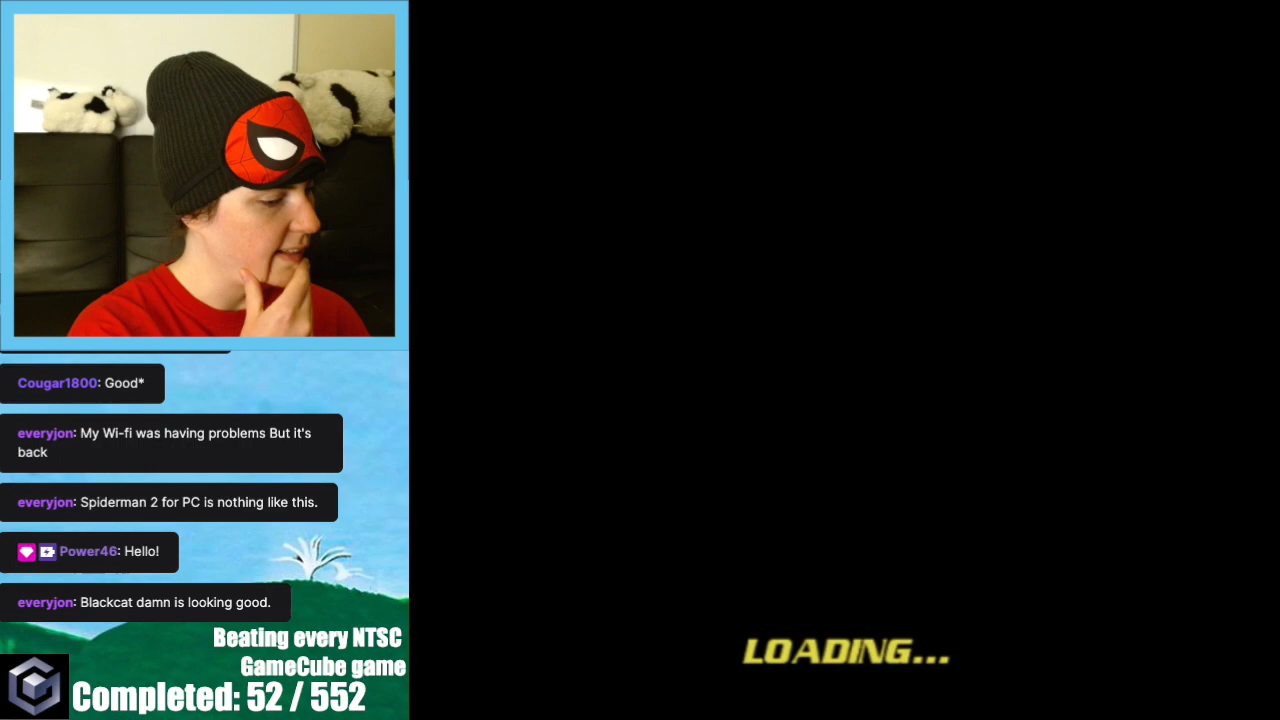 Cougar1800: Good*
everyjon: My Wi-fi was having problems But it's
back
everyjon: Spiderman 2 for PC is nothing like this.
Power46: Hello!
everyjon: Blackcat damn is looking good.
Beating every NTSC
GameCube game
Completed: 52 / 552
LOADING...